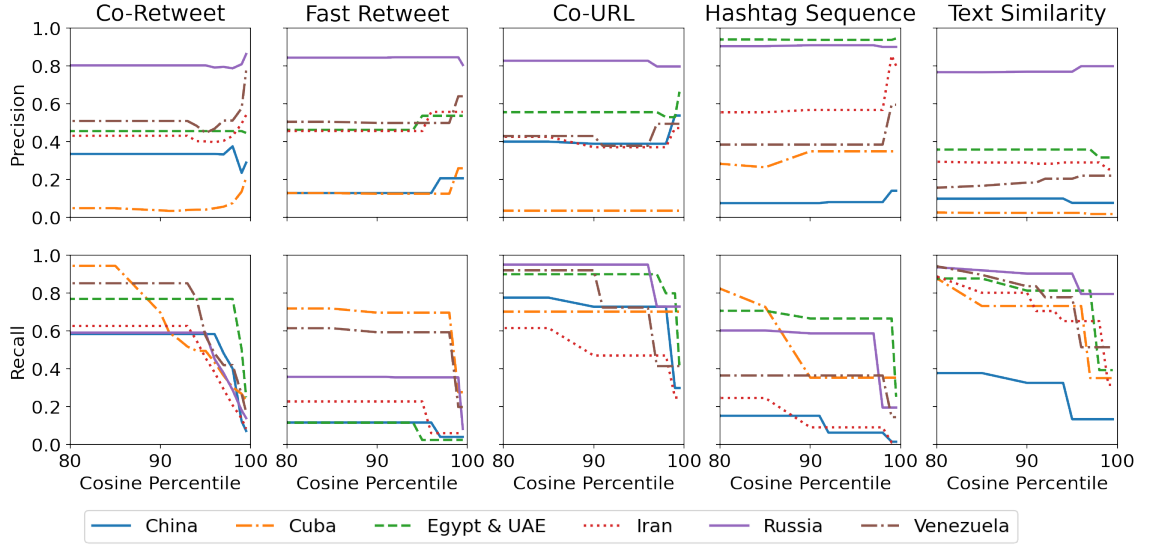 Co-Retweet Fast Retweet Co-URL Hashtag Sequence Text Similarity
1.0
0.8
0.6
0.4
0.2
0.0
Precision
1.0
0.8
0.6
0.4
0.2
0.0
Recall
80 90 100 80 90 100 80 90 100 80 90 100 80 90 100
Cosine Percentile Cosine Percentile Cosine Percentile Cosine Percentile Cosine Percentile
China Cuba Egypt & UAE Iran Russia Venezuela